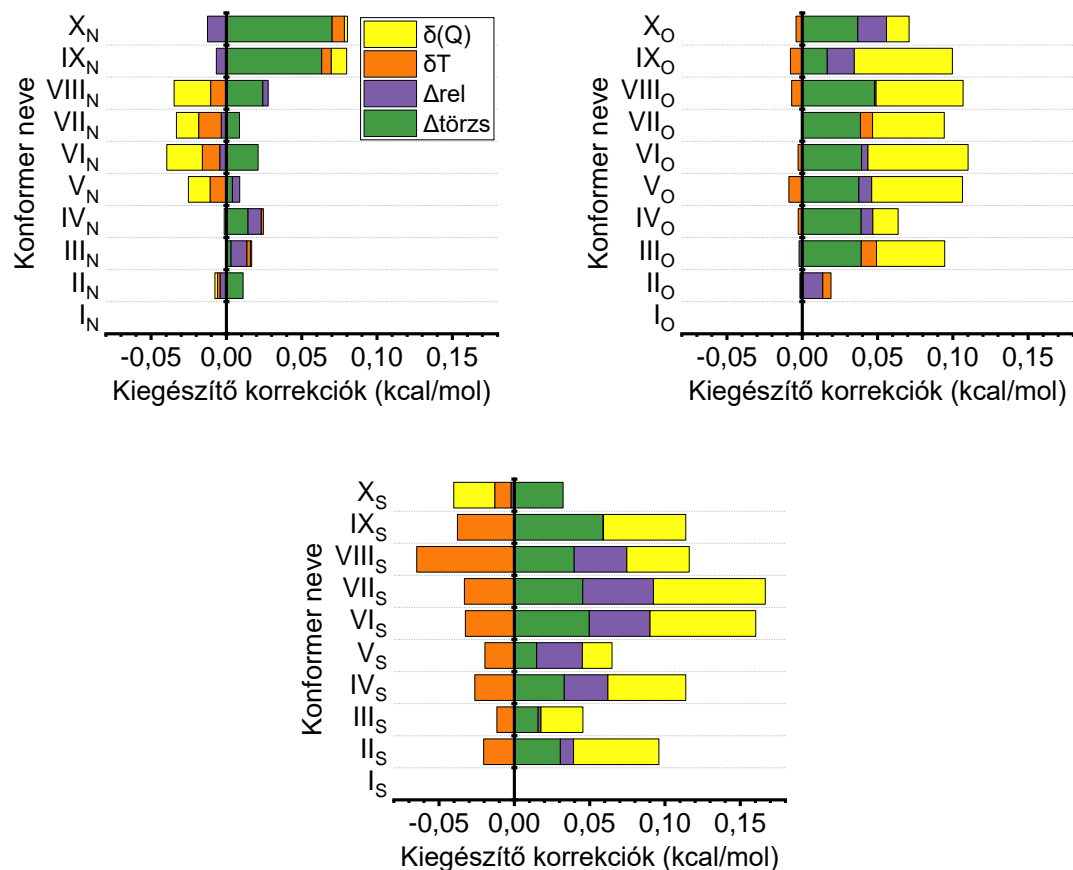 Konformer neve
X_N
IX_N
VIII_N
VII_N
VI_N
V_N
IV_N
III_N
II_N
I_N
-0,05 0,00 0,05 0,10 0,15
Kiegészítő korrekciók (kcal/mol)
δ(Q)
δT
Δrel
Δtörzs
Konformer neve
X_O
IX_O
VIII_O
VII_O
VI_O
V_O
IV_O
III_O
II_O
I_O
-0,05 0,00 0,05 0,10 0,15
Kiegészítő korrekciók (kcal/mol)
Konformer neve
X_S
IX_S
VIII_S
VII_S
VI_S
V_S
IV_S
III_S
II_S
I_S
-0,05 0,00 0,05 0,10 0,15
Kiegészítő korrekciók (kcal/mol)